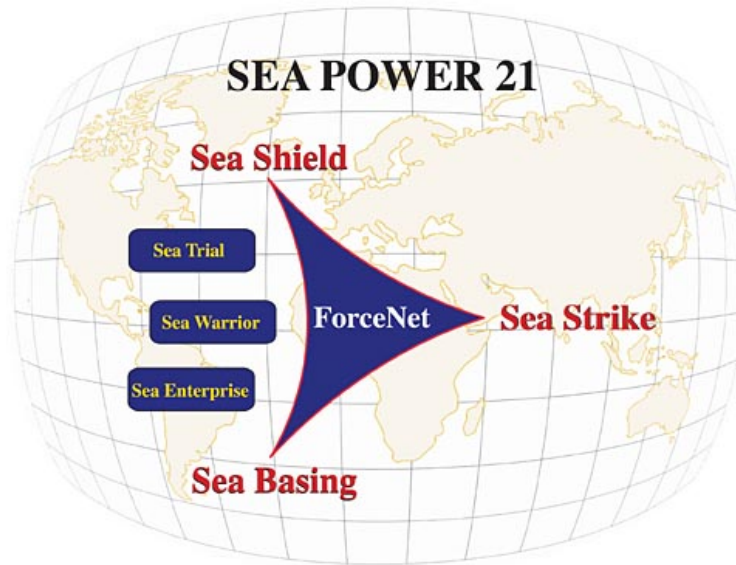 SEA POWER 21
Sea Shield
Sea Trial
Sea Warrior
ForceNet
Sea Strike
Sea Enterprise
Sea Basing